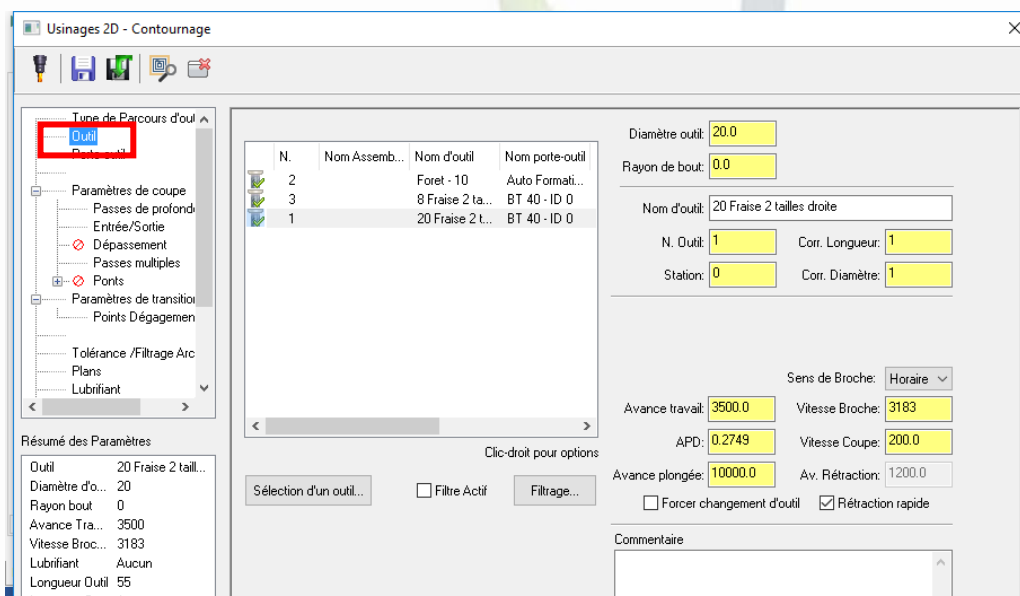 Usinages 2D - Contournage
Type de Parcours d'out
Outil
Porte outil
Paramètres de coupe
Passes de profond
Entrée/Sortie
Dépassement
Passes multiples
Ponts
Paramètres de transition
Points Dégagemen
Tolérance /Filtrage Arc
Plans
Lubrifiant
Résumé des Paramètres
Outil 20 Fraise 2 taill...
Diamètre d'o... 20
Rayon bout 0
Avance Tra... 3500
Vitesse Broc... 3183
Lubrifiant Aucun
Longueur Outil 55
N. Nom Assemb... Nom d'outil Nom porte-outil
2 Foret - 10 Auto Formati...
3 8 Fraise 2 ta... BT 40 - ID 0
1 20 Fraise 2 t... BT 40 - ID 0
Clic-droit pour options
Sélection d'un outil... Filtre Actif Filtrage...
Diamètre outil: 20.0
Rayon de bout: 0.0
Nom d'outil: 20 Fraise 2 tailles droite
N. Outil: 1 Corr. Longueur: 1
Station: 0 Corr. Diamètre: 1
Sens de Broche: Horaire
Avance travail: 3500.0 Vitesse Broche: 3183
APD: 0.2749 Vitesse Coupe: 200.0
Avance plongée: 10000.0 Av. Rétraction: 1200.0
Forcer changement d'outil Rétraction rapide
Commentaire